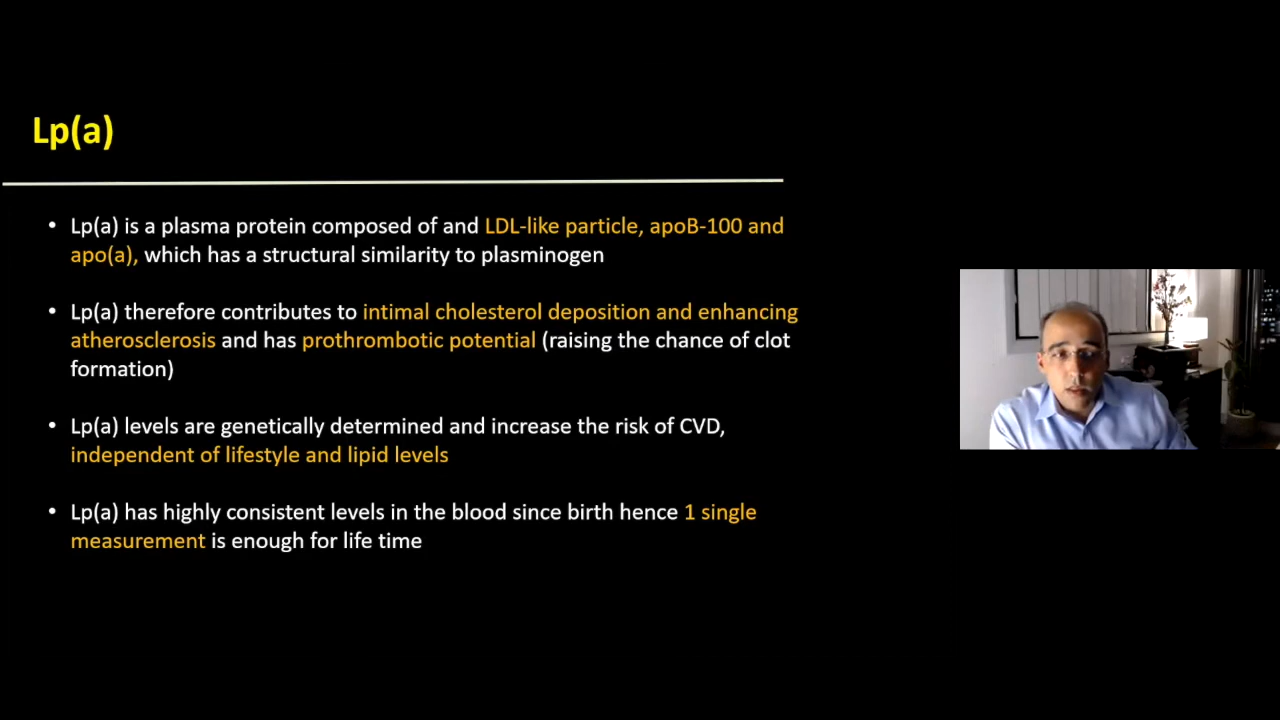 Lp(a)
• Lp(a) is a plasma protein composed of and LDL-like particle, apoB-100 and
apo(a), which has a structural similarity to plasminogen
• Lp(a) therefore contributes to intimal cholesterol deposition and enhancing
atherosclerosis and has prothrombotic potential (raising the chance of clot
formation)
• Lp(a) levels are genetically determined and increase the risk of CVD,
independent of lifestyle and lipid levels
• Lp(a) has highly consistent levels in the blood since birth hence 1 single
measurement is enough for life time